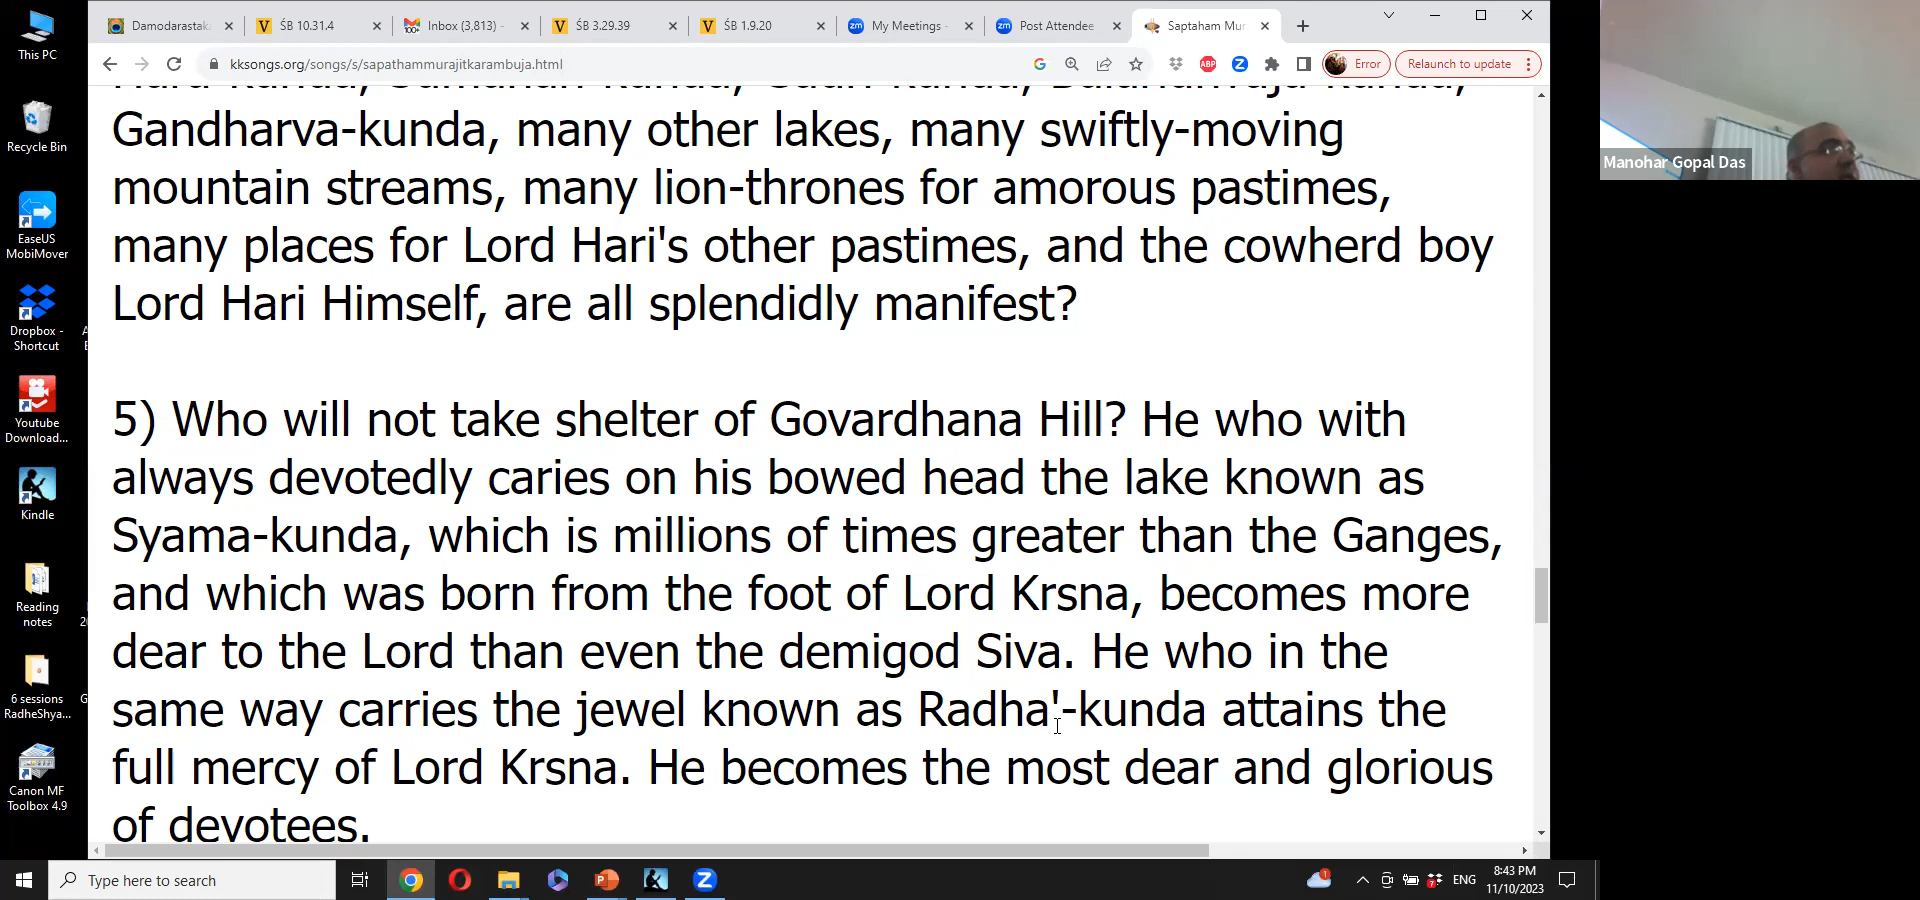 This PC
Recycle Bin
EaseUS
MobiMover
Dropbox -
Shortcut
Youtube
Download...
Kindle
Reading
notes
6 sessions
RadheShya...
Canon MF
Toolbox 4.9
Damodarastak
ŚB 10.31.4
Inbox (3,813) -
ŚB 3.29.39
ŚB 1.9.20
My Meetings -
Post Attendee
Saptaham Mur
kksongs.org/songs/s/sapathammurajitkarambuja.html
Error
Relaunch to update
Gandharva-kunda, many other lakes, many swiftly-moving
mountain streams, many lion-thrones for amorous pastimes,
many places for Lord Hari's other pastimes, and the cowherd boy
Lord Hari Himself, are all splendidly manifest?
5) Who will not take shelter of Govardhana Hill? He who with
always devotedly caries on his bowed head the lake known as
Syama-kunda, which is millions of times greater than the Ganges,
and which was born from the foot of Lord Krsna, becomes more
dear to the Lord than even the demigod Siva. He who in the
same way carries the jewel known as Radha'-kunda attains the
full mercy of Lord Krsna. He becomes the most dear and glorious
of devotees.
Manohar Gopal Das
Type here to search
ENG
8:43 PM
11/10/2023